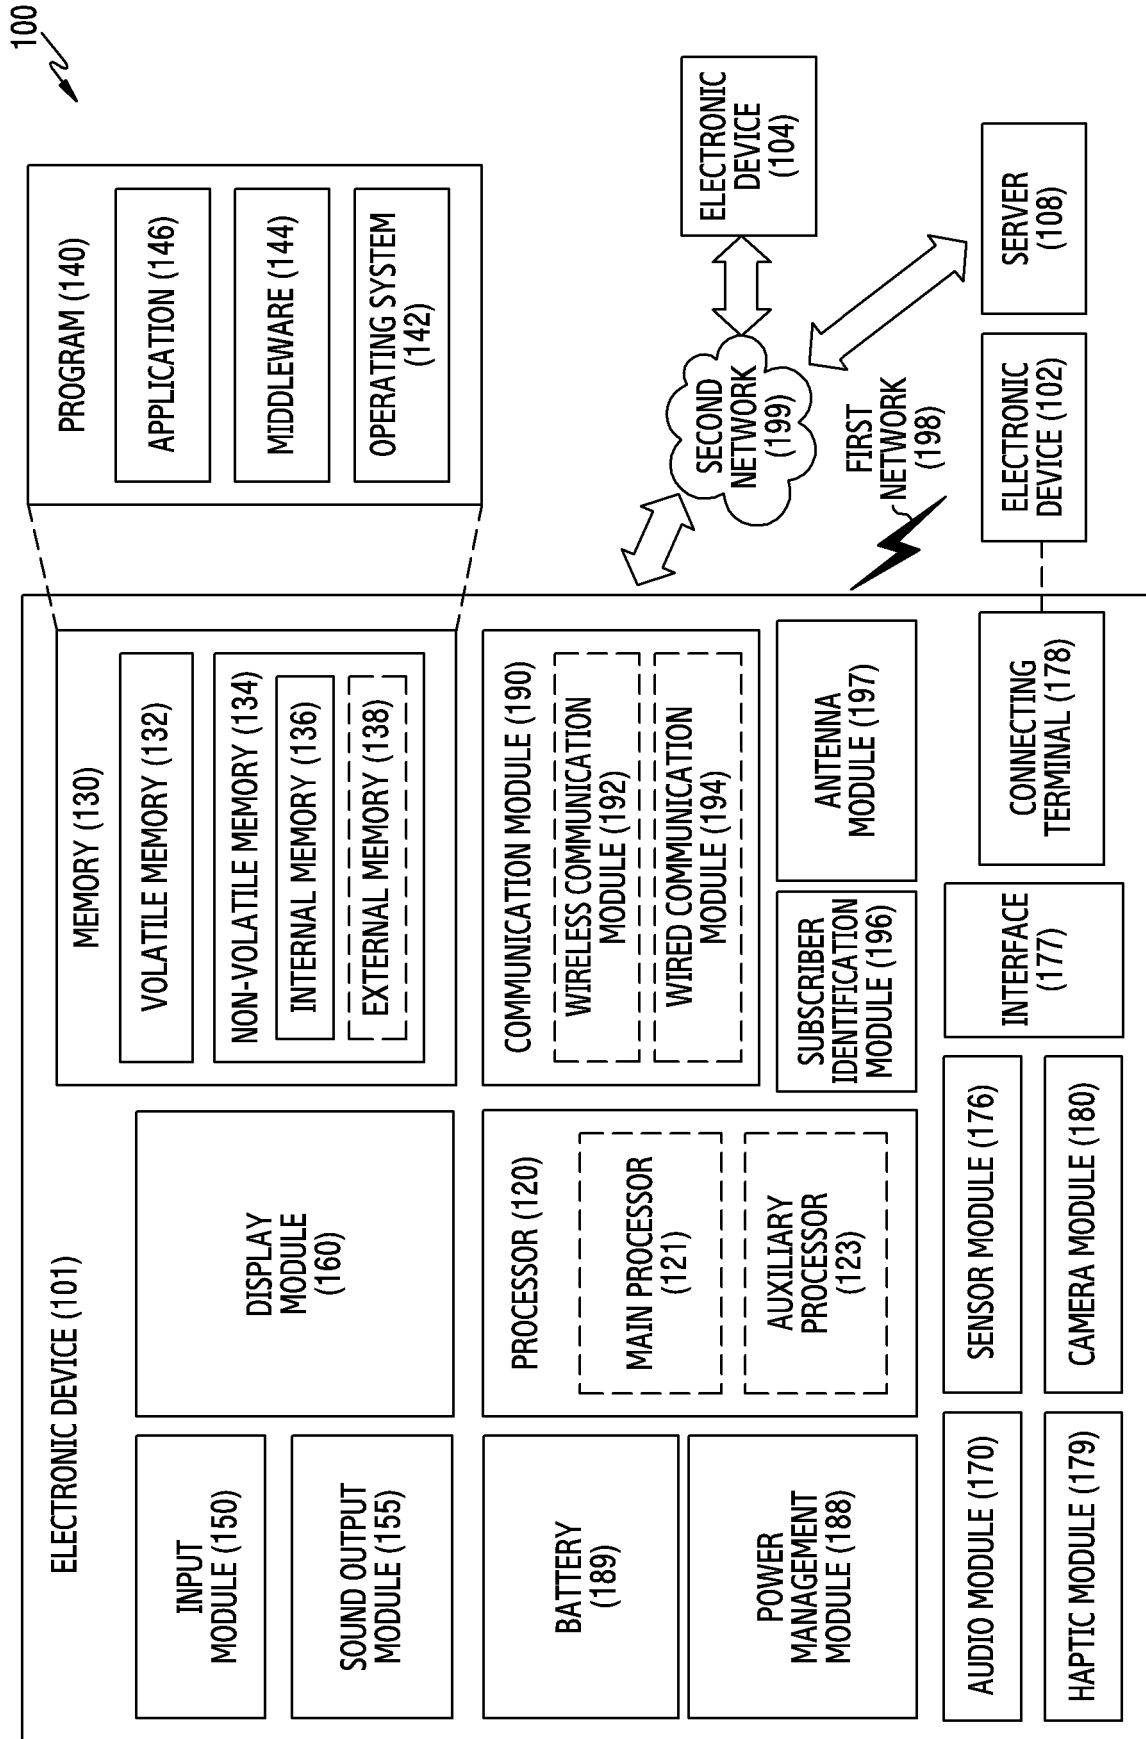 100
ELECTRONIC DEVICE (101)
INPUT
MODULE (150)
SOUND OUTPUT
MODULE (155)
DISPLAY
MODULE
(160)
MEMORY (130)
VOLATILE MEMORY (132)
NON-VOLATILE MEMORY (134)
INTERNAL MEMORY (136)
EXTERNAL MEMORY (138)
PROGRAM (140)
APPLICATION (146)
MIDDLEWARE (144)
OPERATING SYSTEM
(142)
BATTERY
(189)
POWER
MANAGEMENT
MODULE (188)
PROCESSOR (120)
MAIN PROCESSOR
(121)
AUXILIARY
PROCESSOR
(123)
COMMUNICATION MODULE (190)
WIRELESS COMMUNICATION
MODULE (192)
WIRED COMMUNICATION
MODULE (194)
SUBSCRIBER
IDENTIFICATION
MODULE (196)
ANTENNA
MODULE (197)
SECOND
NETWORK
(199)
ELECTRONIC
DEVICE
(104)
FIRST
NETWORK
(198)
AUDIO MODULE (170)
SENSOR MODULE (176)
INTERFACE
(177)
CONNECTING
TERMINAL (178)
ELECTRONIC
DEVICE (102)
SERVER
(108)
HAPTIC MODULE (179)
CAMERA MODULE (180)